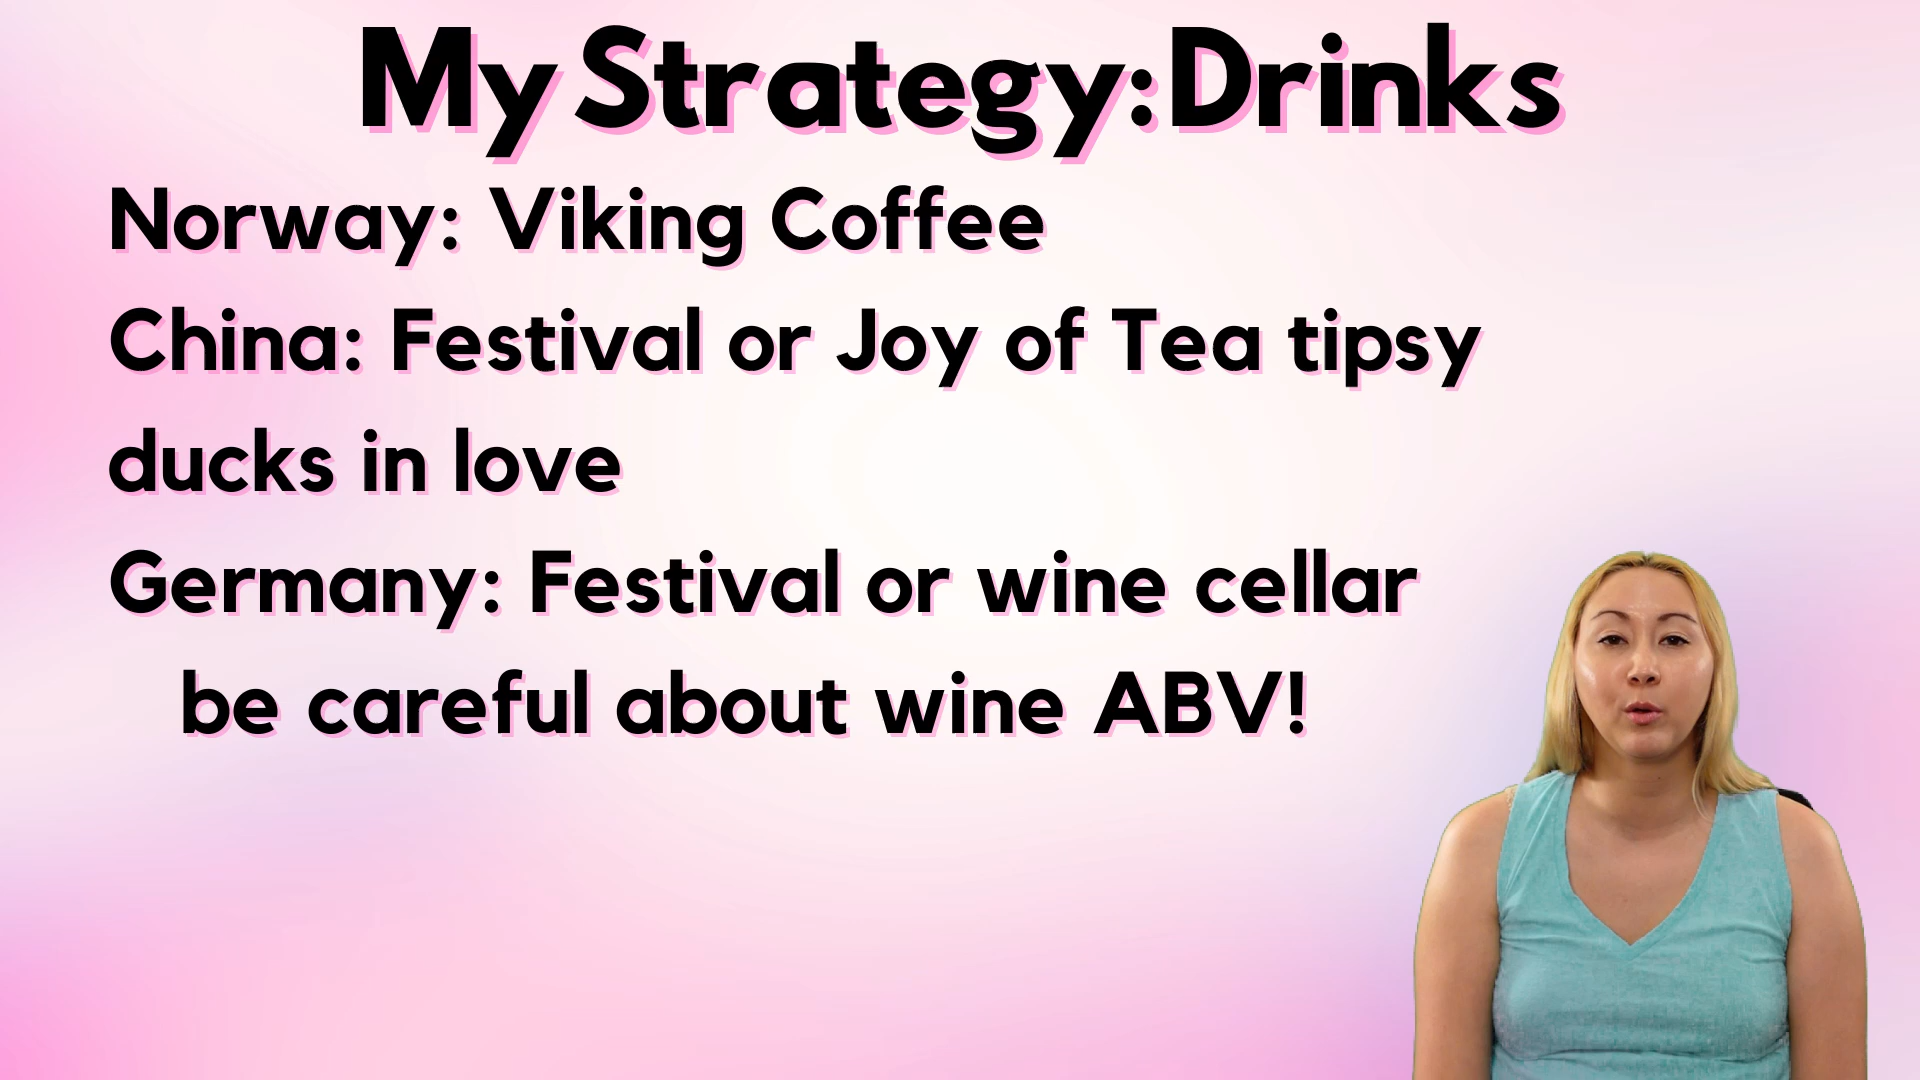 My Strategy: Drinks
Norway: Viking Coffee
China: Festival or Joy of Tea tipsy
ducks in love
Germany: Festival or wine cellar
be careful about wine ABV!